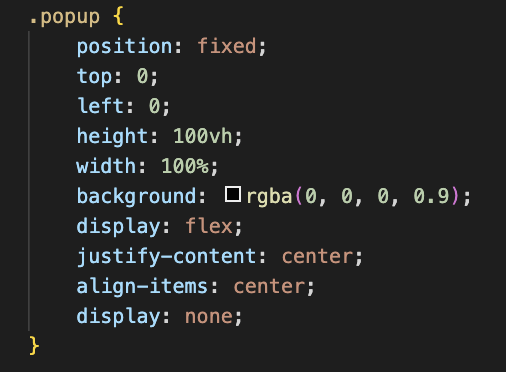 .popup {
    position: fixed;
    top: 0;
    left: 0;
    height: 100vh;
    width: 100%;
    background: rgba(0, 0, 0, 0.9);
    display: flex;
    justify-content: center;
    align-items: center;
    display: none;
}